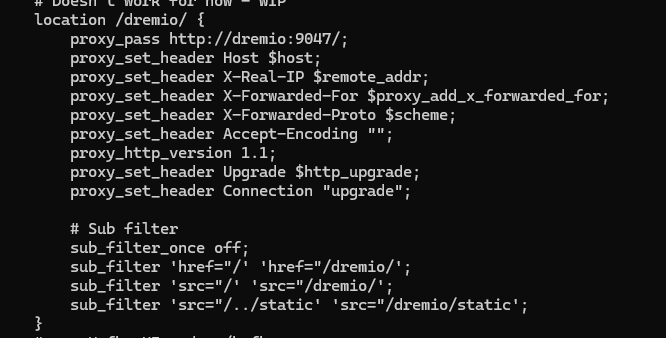 # Doesn't work for now - WIP
location /dremio/ {
proxy_pass http://dremio:9047/;
proxy_set_header Host $host;
proxy_set_header X-Real-IP $remote_addr;
proxy_set_header X-Forwarded-For $proxy_add_x_forwarded_for;
proxy_set_header X-Forwarded-Proto $scheme;
proxy_set_header Accept-Encoding "";
proxy_http_version 1.1;
proxy_set_header Upgrade $http_upgrade;
proxy_set_header Connection "upgrade";
# Sub filter
sub_filter_once off;
sub_filter 'href="/' 'href="/dremio/';
sub_filter 'src="/' 'src="/dremio/';
sub_filter 'src="/../static' 'src="/dremio/static';
}